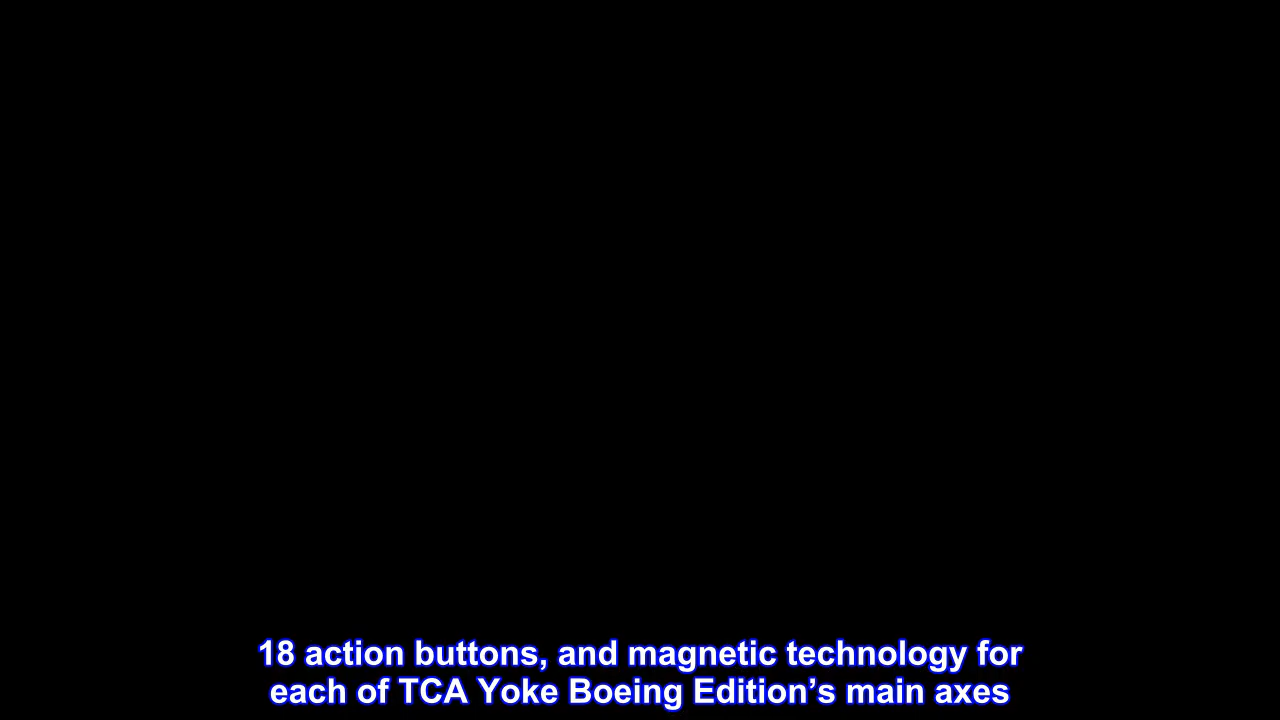 18 action buttons, and magnetic technology for
each of TCA Yoke Boeing Edition’s main axes